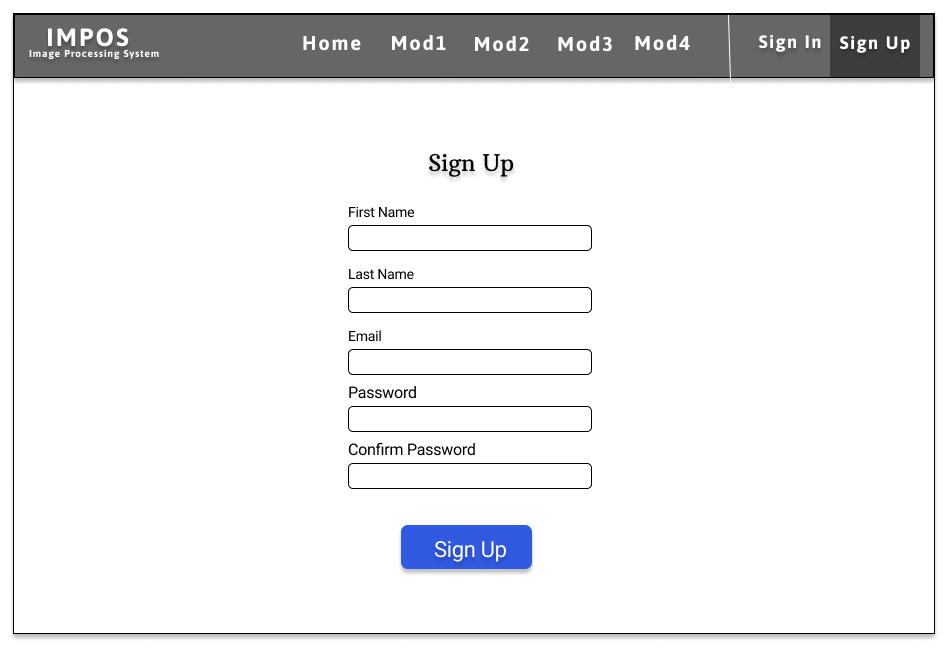 IMPOS
Image Processing System
Home Mod1 Mod2 Mod3 Mod4 Sign In Sign Up
Sign Up
First Name
Last Name
Email
Password
Confirm Password
Sign Up